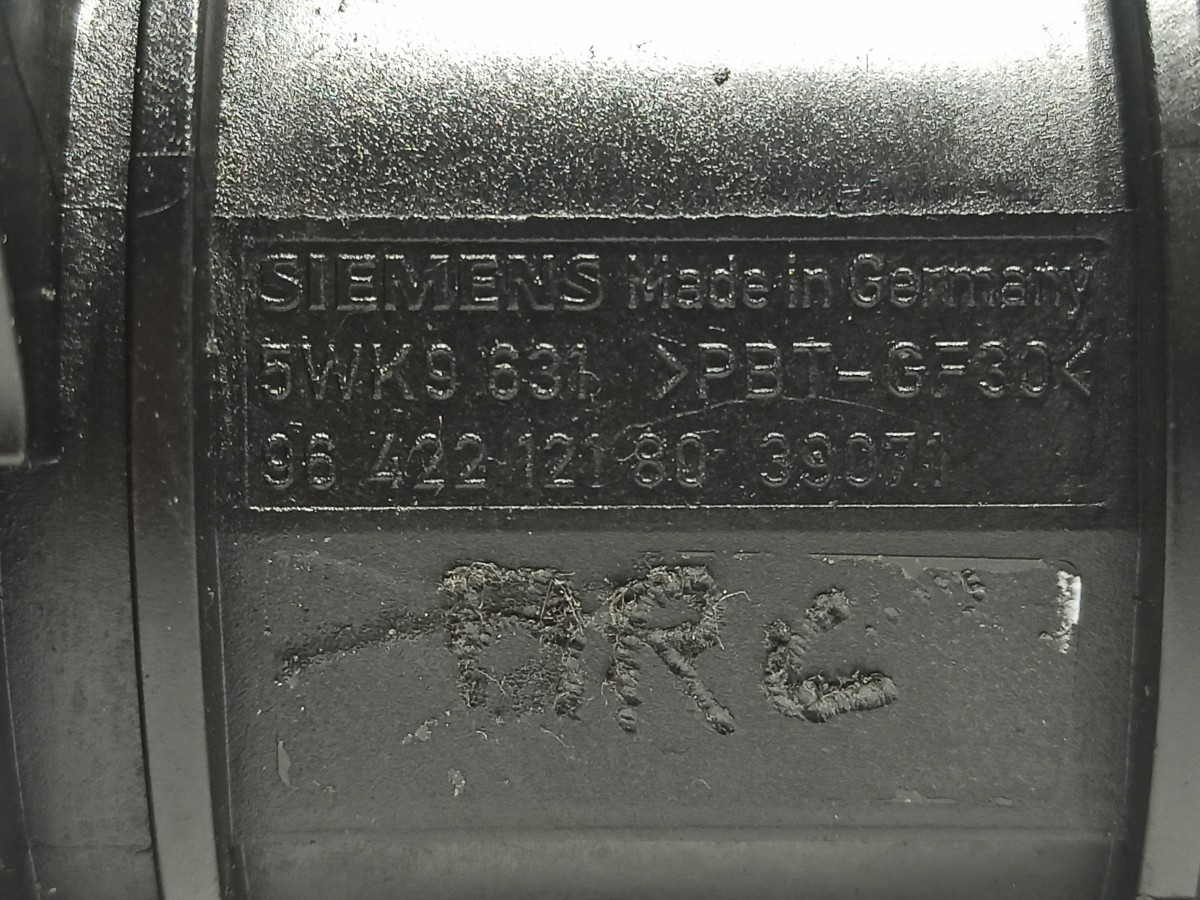 SIEMENS Made in Germany
5WK9 631 >PBT-GF30<
96 422 121 80 39071
ARC